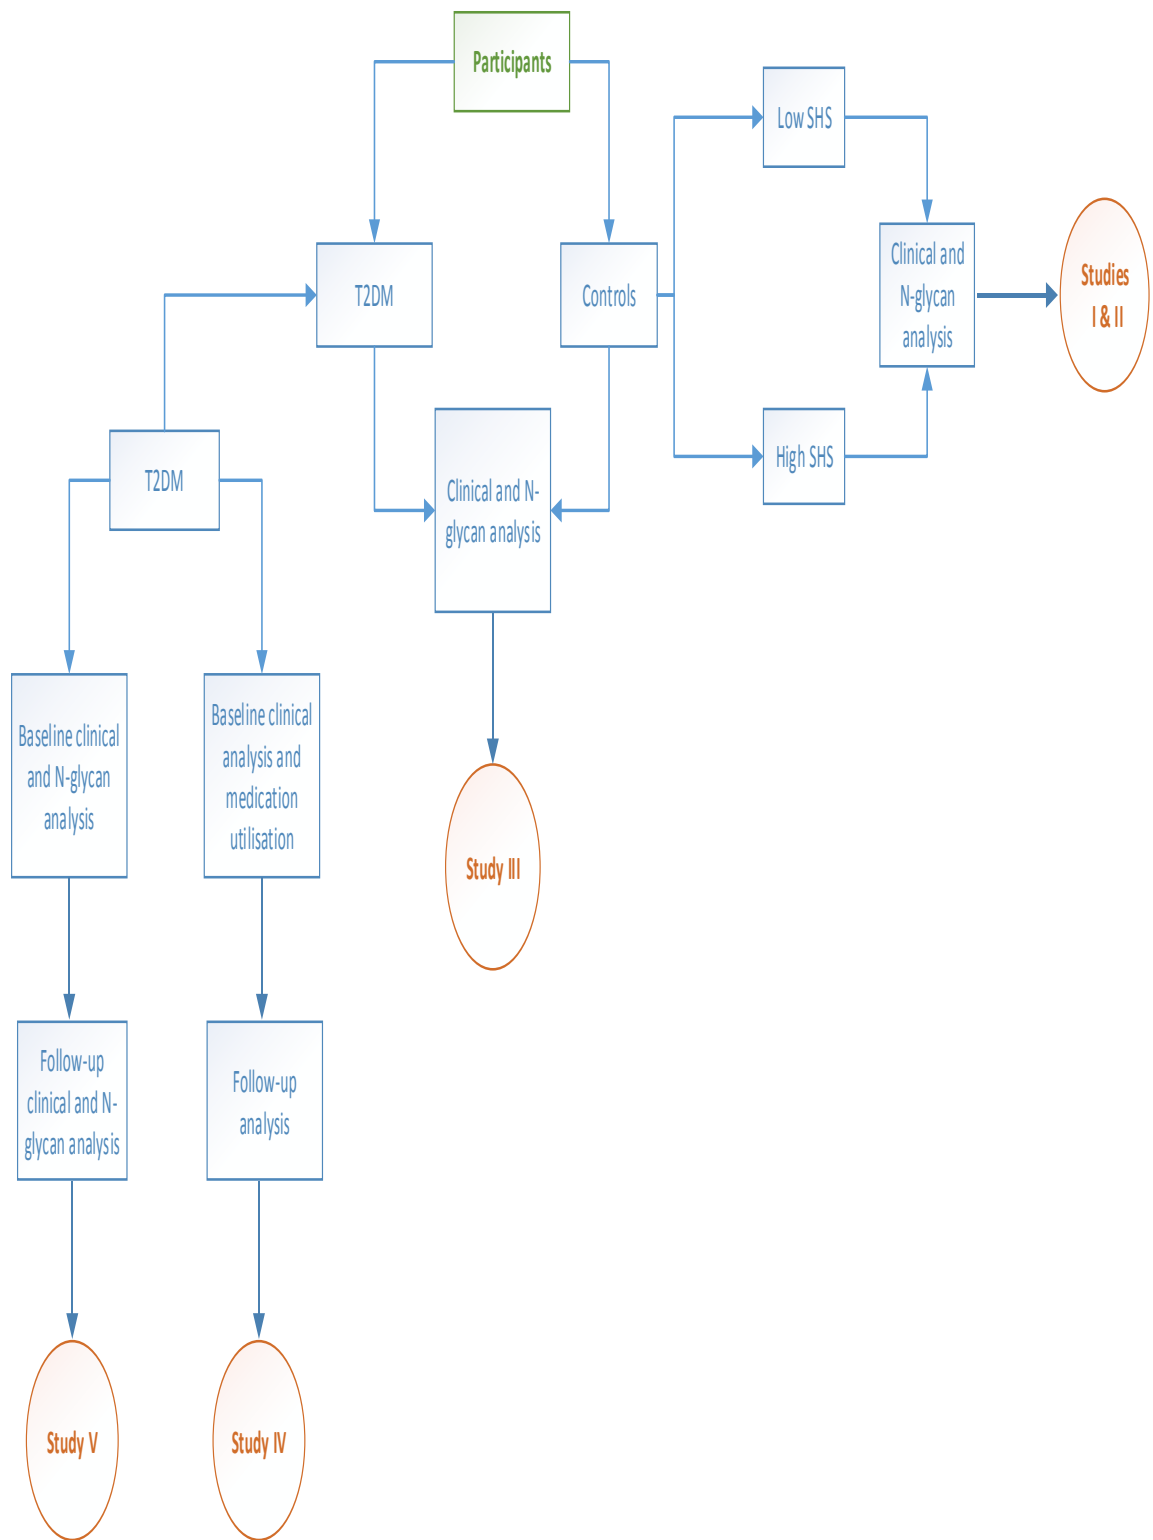 Participants
Low SHS
T2DM
Controls
Clinical and
N-glycan
analysis
Studies
I & II
T2DM
High SHS
Clinical and N-
glycan analysis
Baseline clinical
and N-glycan
analysis
Baseline clinical
analysis and
medication
utilisation
Study III
Follow-up
clinical and N-
glycan analysis
Follow-up
analysis
Study V
Study IV